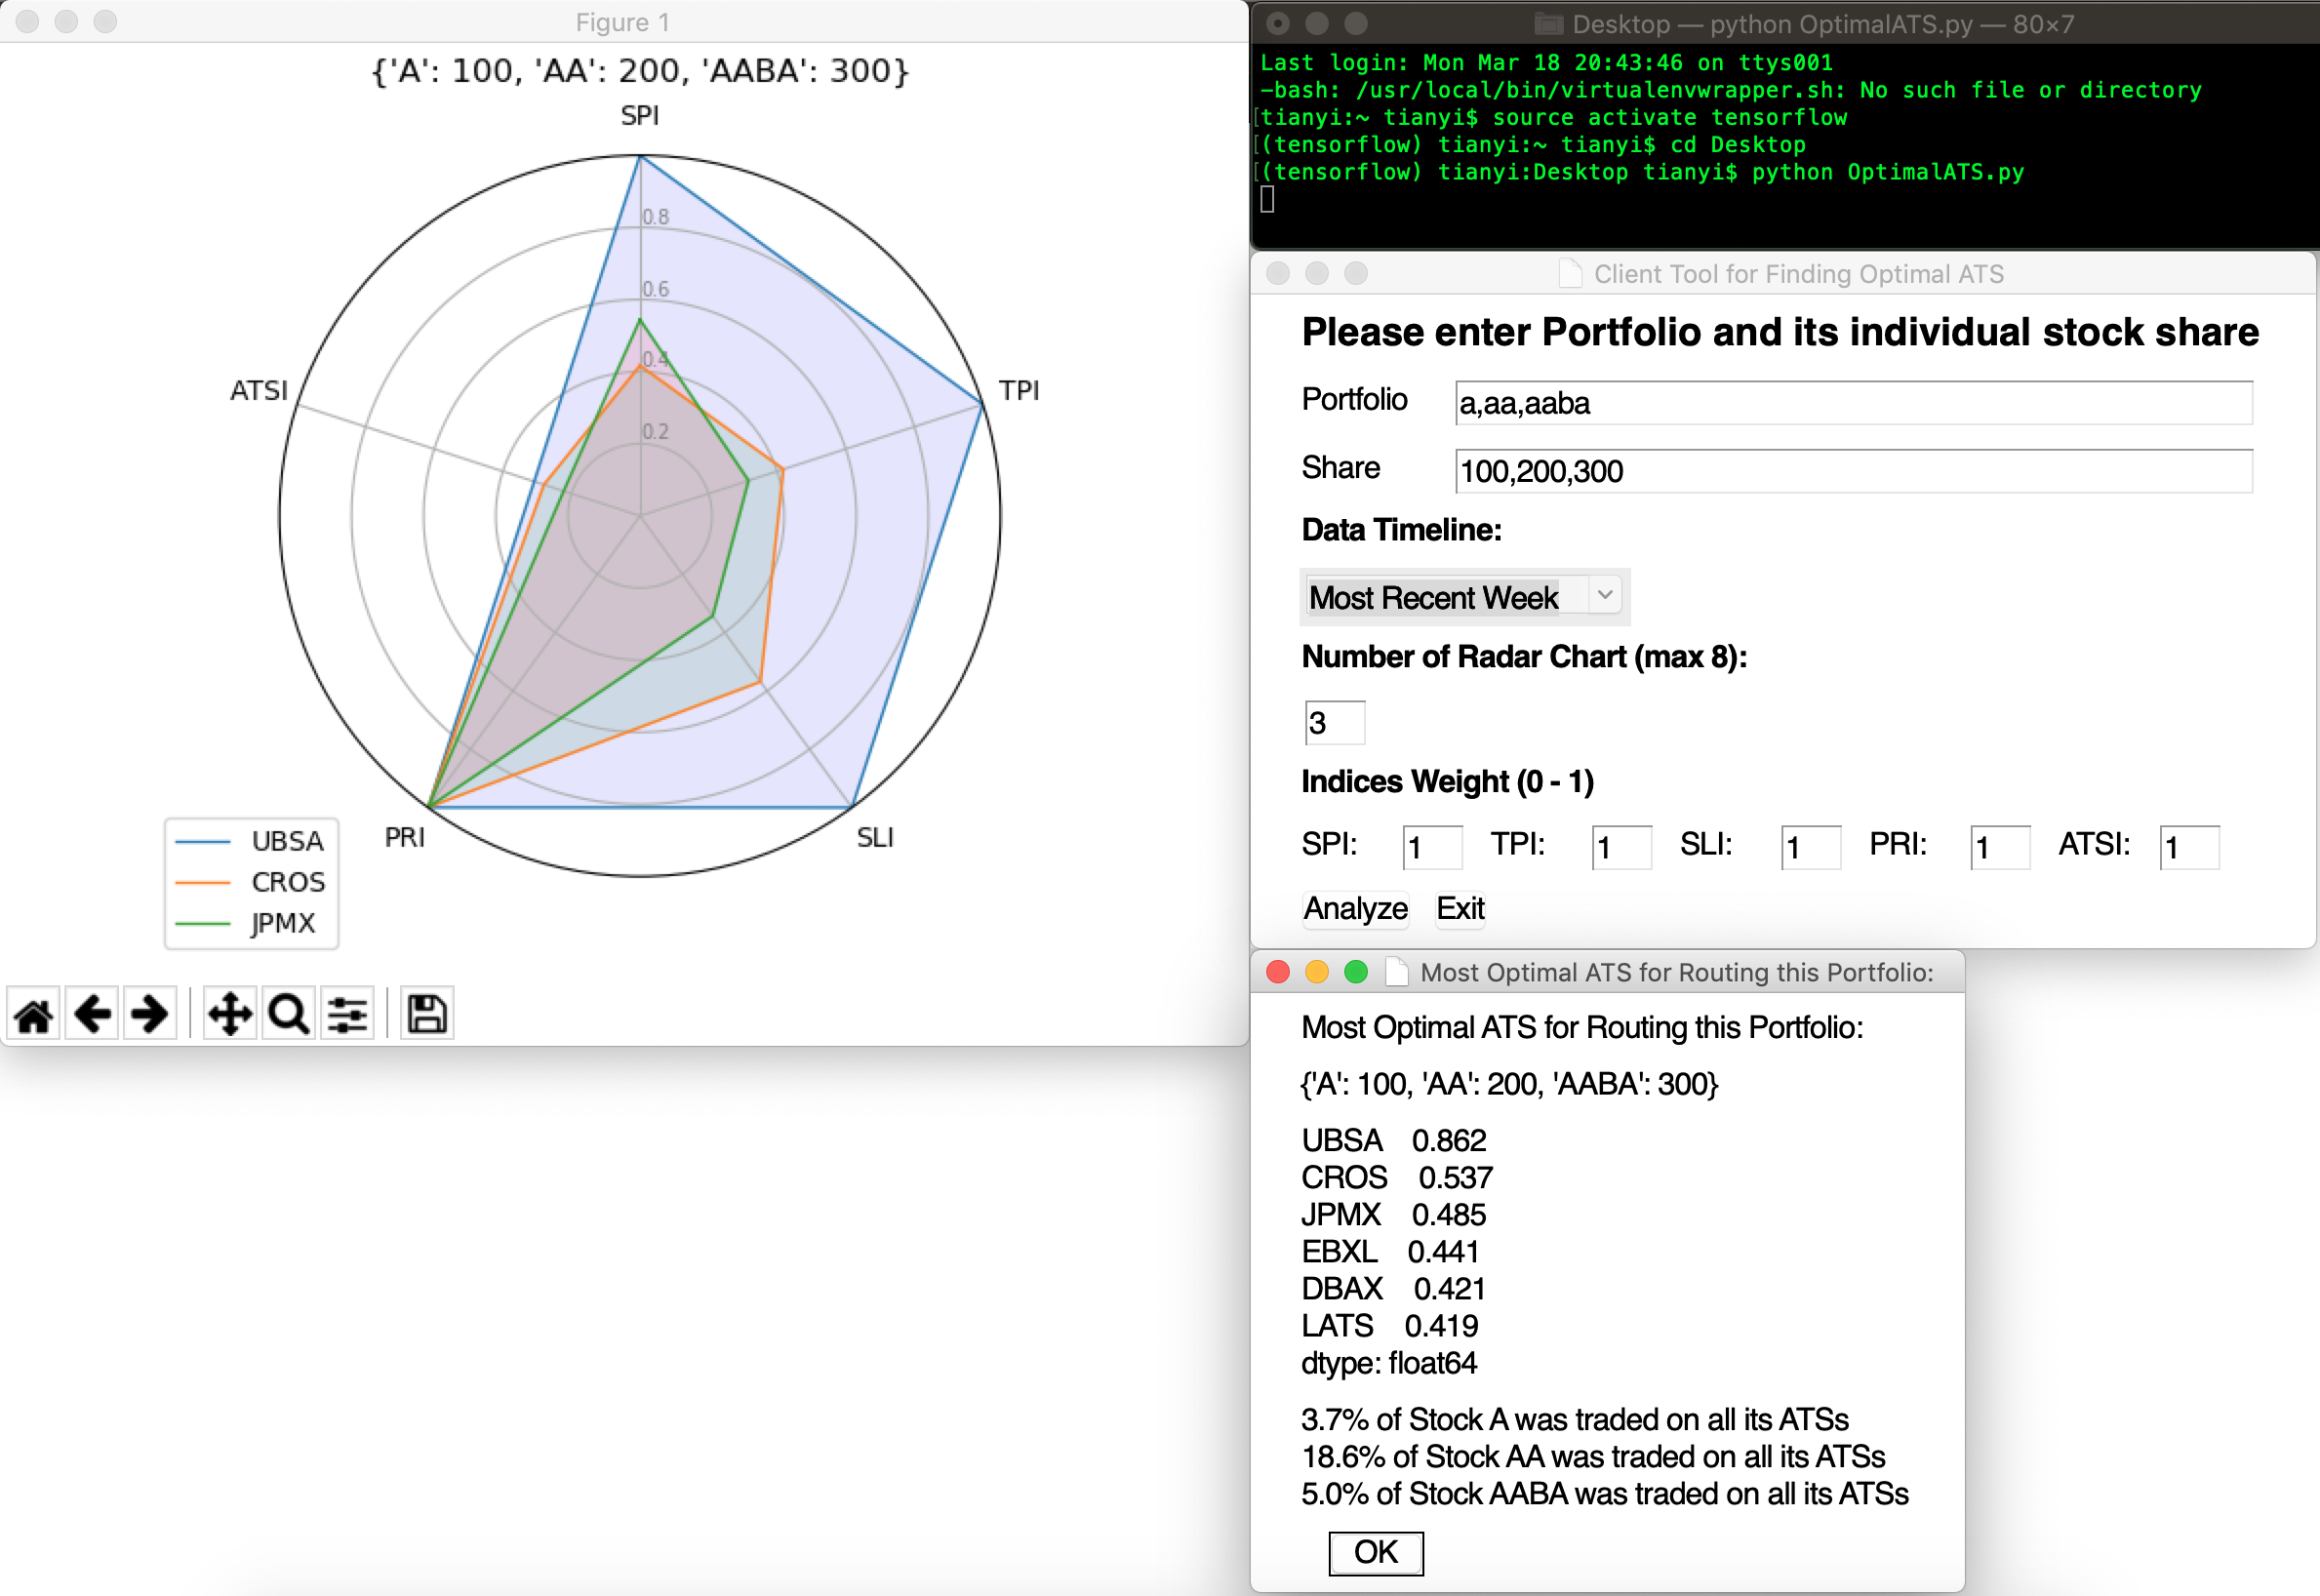 Figure 1
{'A': 100, 'AA': 200, 'AABA': 300}
SPI
0.8
0.6
0.4
0.2
ATSI
TPI
PRI
SLI
UBSA
CROS
JPMX
Desktop — python OptimalATS.py — 80×7
Last login: Mon Mar 18 20:43:46 on ttys001
-bash: /usr/local/bin/virtualenvwrapper.sh: No such file or directory
[tianyi:~ tianyi$ source activate tensorflow
[(tensorflow) tianyi:~ tianyi$ cd Desktop
[(tensorflow) tianyi:Desktop tianyi$ python OptimalATS.py
Client Tool for Finding Optimal ATS
Please enter Portfolio and its individual stock share
Portfolio a,aa,aaba
Share 100,200,300
Data Timeline:
Most Recent Week
Number of Radar Chart (max 8):
3
Indices Weight (0 - 1)
SPI: 1 TPI: 1 SLI: 1 PRI: 1 ATSI: 1
Analyze Exit
Most Optimal ATS for Routing this Portfolio:
Most Optimal ATS for Routing this Portfolio:
{'A': 100, 'AA': 200, 'AABA': 300}
UBSA 0.862
CROS 0.537
JPMX 0.485
EBXL 0.441
DBAX 0.421
LATS 0.419
dtype: float64
3.7% of Stock A was traded on all its ATSs
18.6% of Stock AA was traded on all its ATSs
5.0% of Stock AABA was traded on all its ATSs
OK